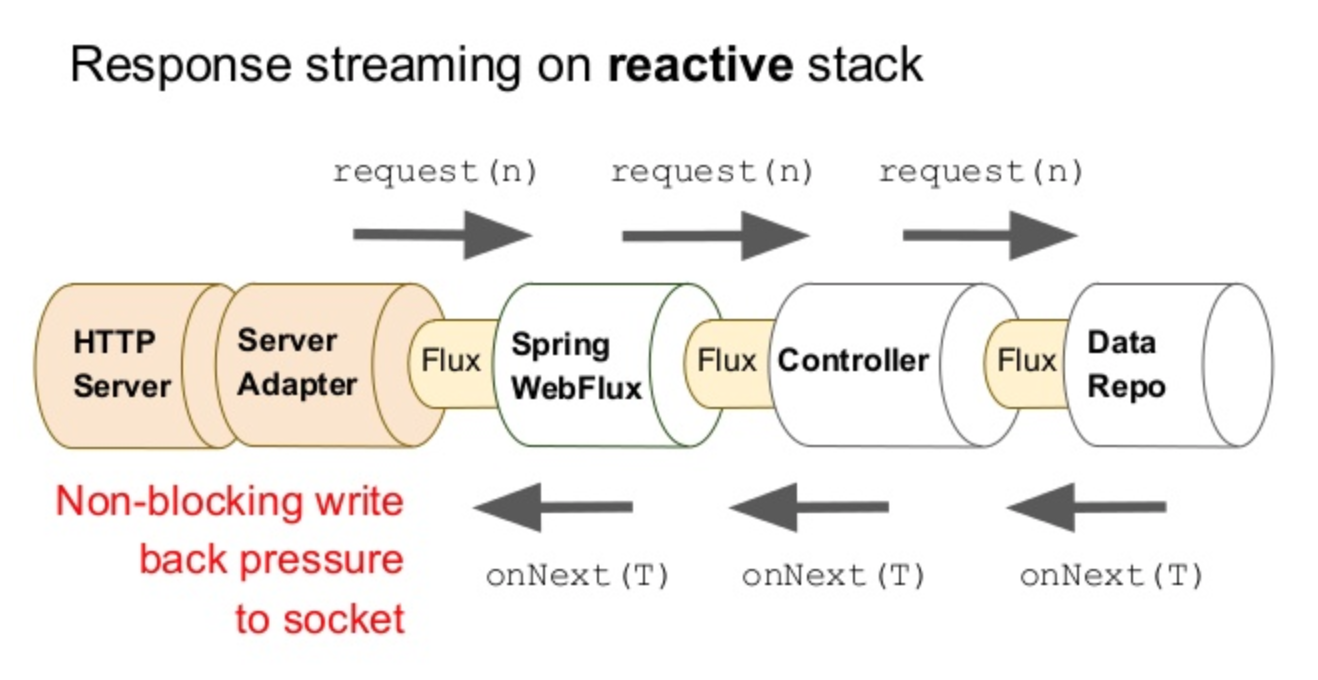 Response streaming on reactive stack
request(n) request(n) request(n)
HTTP
Server
Server
Adapter
Flux
Spring
WebFlux
Flux
Controller
Flux
Data
Repo
Non-blocking write
back pressure
to socket
onNext(T) onNext(T) onNext(T)